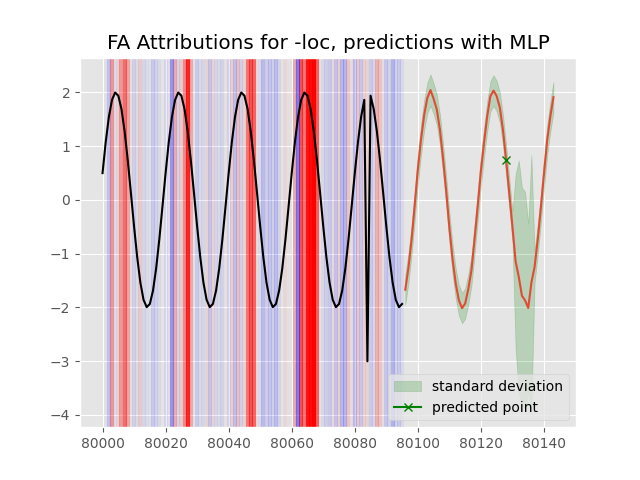 FA Attributions for -loc, predictions with MLP
2
1
0
−1
−2
−3
−4
standard deviation
predicted point
80000 80020 80040 80060 80080 80100 80120 80140